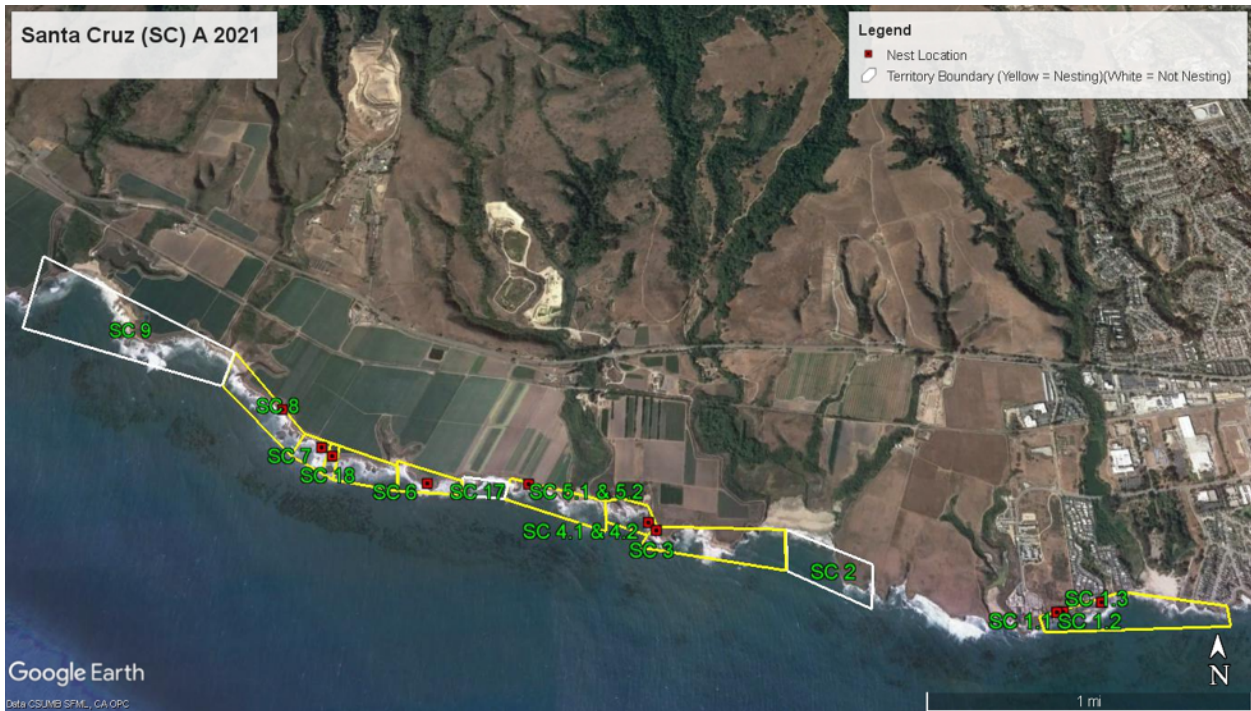 Santa Cruz (SC) A 2021
Legend
Nest Location
Territory Boundary (Yellow = Nesting)(White = Not Nesting)
SC 9
SC 8
SC 7
SC 18
SC 6
SC 17
SC 5.1 & 5.2
SC 4.1 & 4.2
SC 3
SC 2
SC 1.3
SC 1.1
SC 1.2
Google Earth
N
Data CSUMB SFML, CA OPC
1 mi